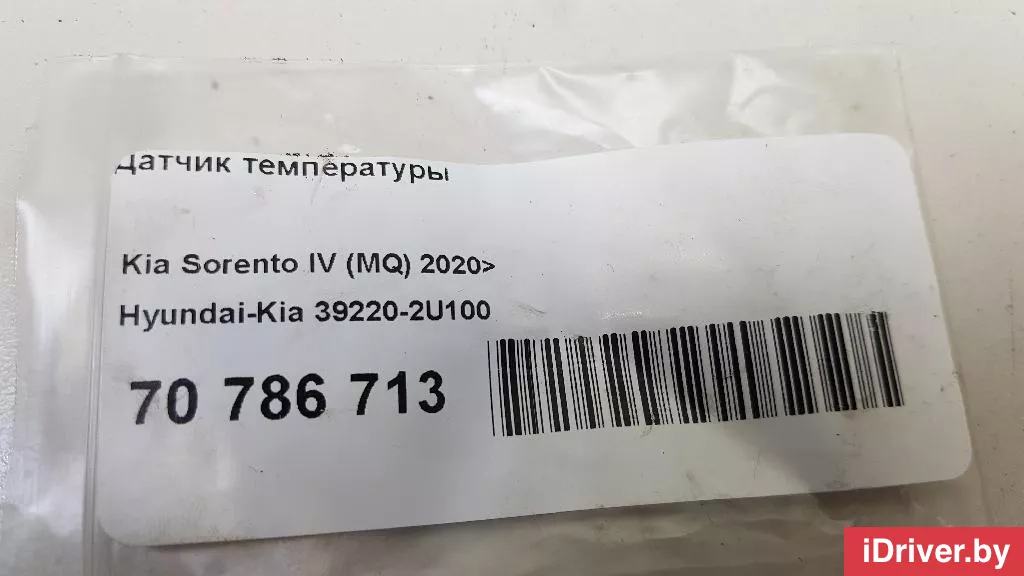 Датчик температуры
Kia Sorento IV (MQ) 2020>
Hyundai-Kia 39220-2U100
70 786 713
iDriver.by